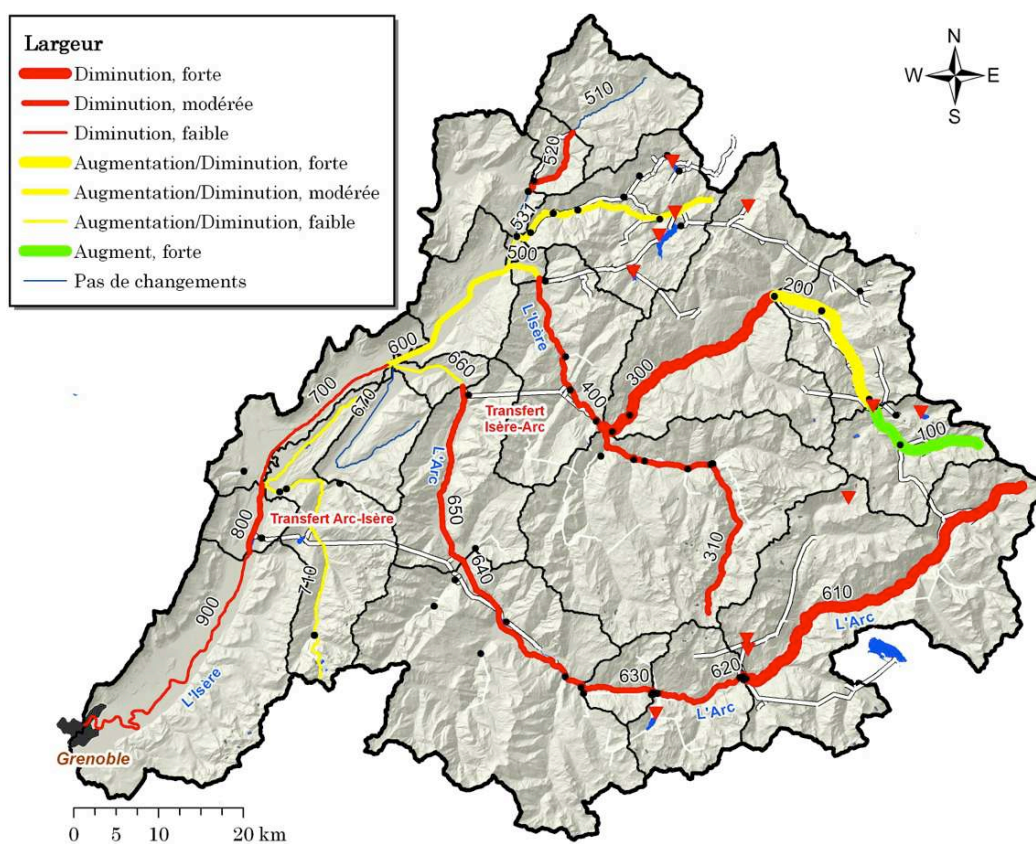 Largeur
Diminution, forte
Diminution, modérée
Diminution, faible
Augmentation/Diminution, forte
Augmentation/Diminution, modérée
Augmentation/Diminution, faible
Augment, forte
Pas de changements
N
W E
S
510
520
531
500
200
600
L'Isère
300
660
700
670
400
Transfert
Isère-Arc
100
L'Arc
650
Transfert Arc-Isère
800
310
640
710
610
900
L'Arc
630
620
L'Isère
L'Arc
Grenoble
0 5 10 20 km